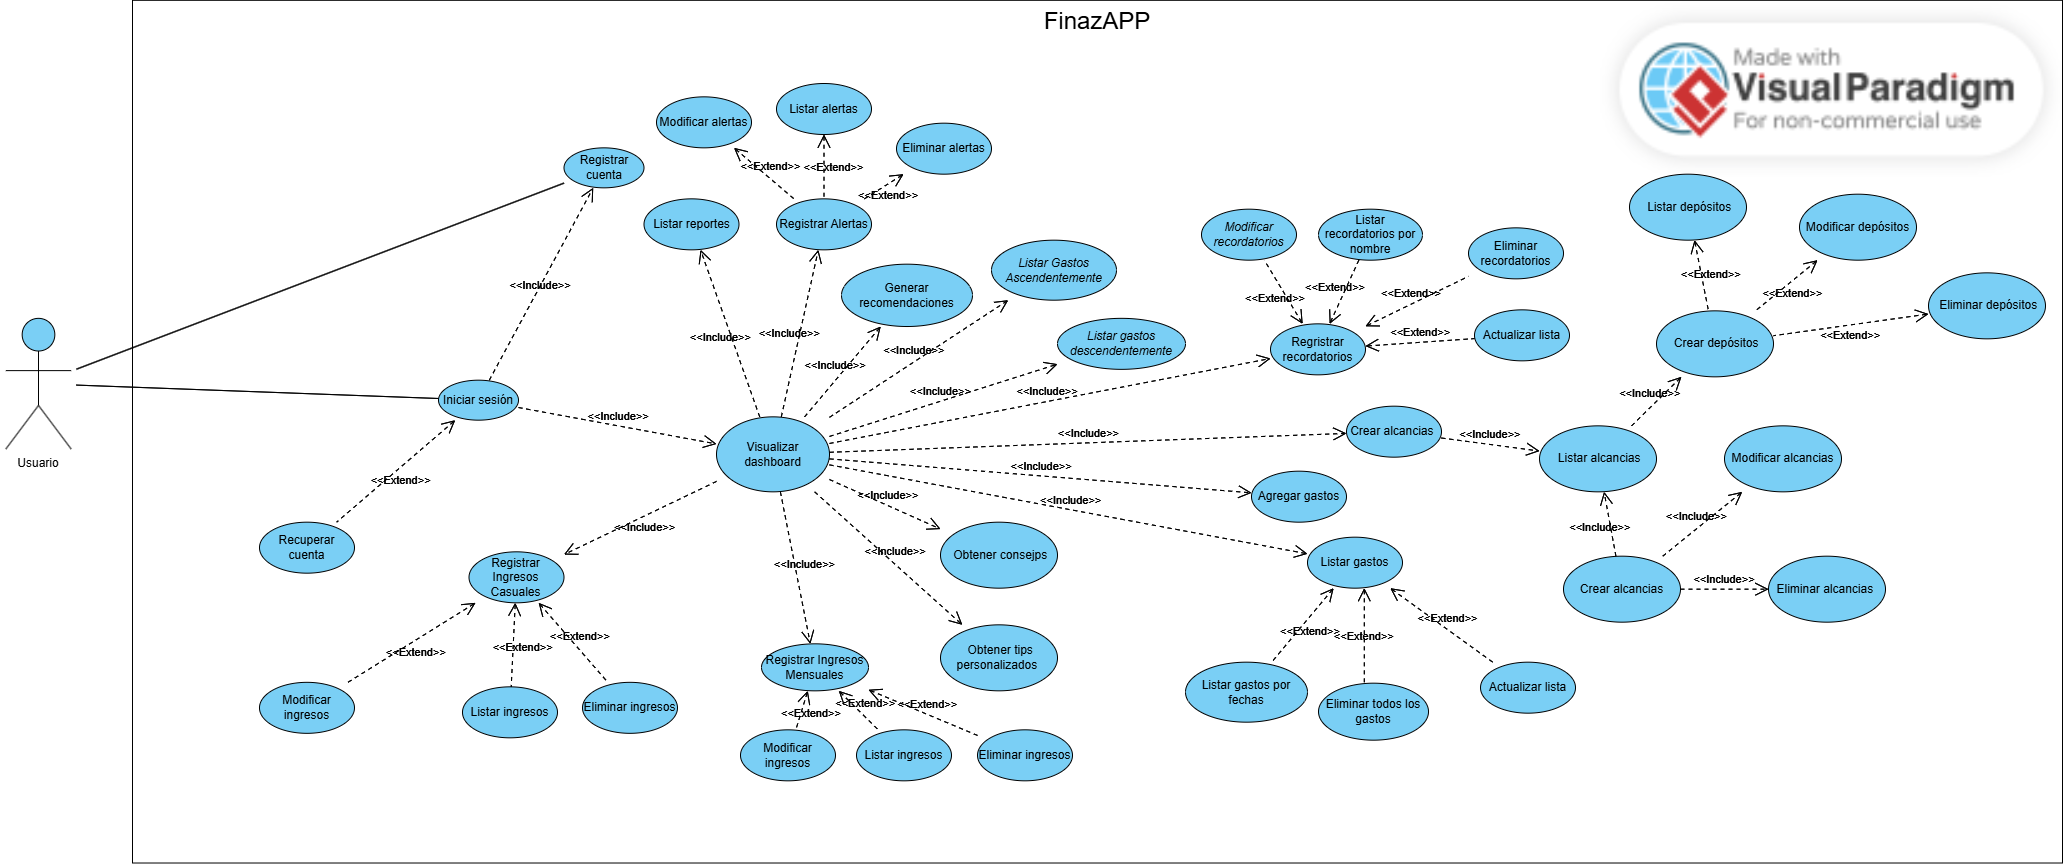 FinazAPP
Made with
Visual Paradigm
For non-commercial use
Modificar alertas
Listar alertas
Eliminar alertas
<<Extend>>
<<Extend>>
<<Extend>>
Registrar
cuenta
Listar reportes
Registrar Alertas
<<Include>>
<<Include>>
<<Include>>
Generar
recomendaciones
<<Include>>
Listar Gastos
Ascendentemente
<<Include>>
Listar gastos
descendentemente
<<Include>>
<<Include>>
Modificar
recordatorios
Listar
recordatorios por
nombre
Eliminar
recordatorios
<<Extend>>
<<Extend>>
<<Extend>>
<<Extend>>
Regristrar
recordatorios
Actualizar lista
Listar depósitos
Modificar depósitos
Eliminar depósitos
<<Extend>>
<<Extend>>
<<Extend>>
Crear depósitos
<<Include>>
Usuario
Iniciar sesión
<<Include>>
<<Extend>>
Recuperar
cuenta
Visualizar
dashboard
<<Include>>
Crear alcancias
<<Include>>
Listar alcancias
Modificar alcancias
<<Include>>
<<Include>>
Crear alcancias
<<Include>>
Eliminar alcancias
<<Include>>
Agregar gastos
<<Include>>
Listar gastos
<<Extend>>
<<Extend>>
<<Extend>>
Listar gastos por
fechas
Eliminar todos los
gastos
Actualizar lista
<<Include>>
Obtener consejps
<<Include>>
Obtener tips
personalizados
<<Include>>
Registrar
Ingresos
Casuales
<<Extend>>
<<Extend>>
<<Extend>>
Modificar
ingresos
Listar ingresos
Eliminar ingresos
<<Include>>
Registrar Ingresos
Mensuales
<<Extend>>
<<Extend>>
<<Extend>>
Modificar
ingresos
Listar ingresos
Eliminar ingresos